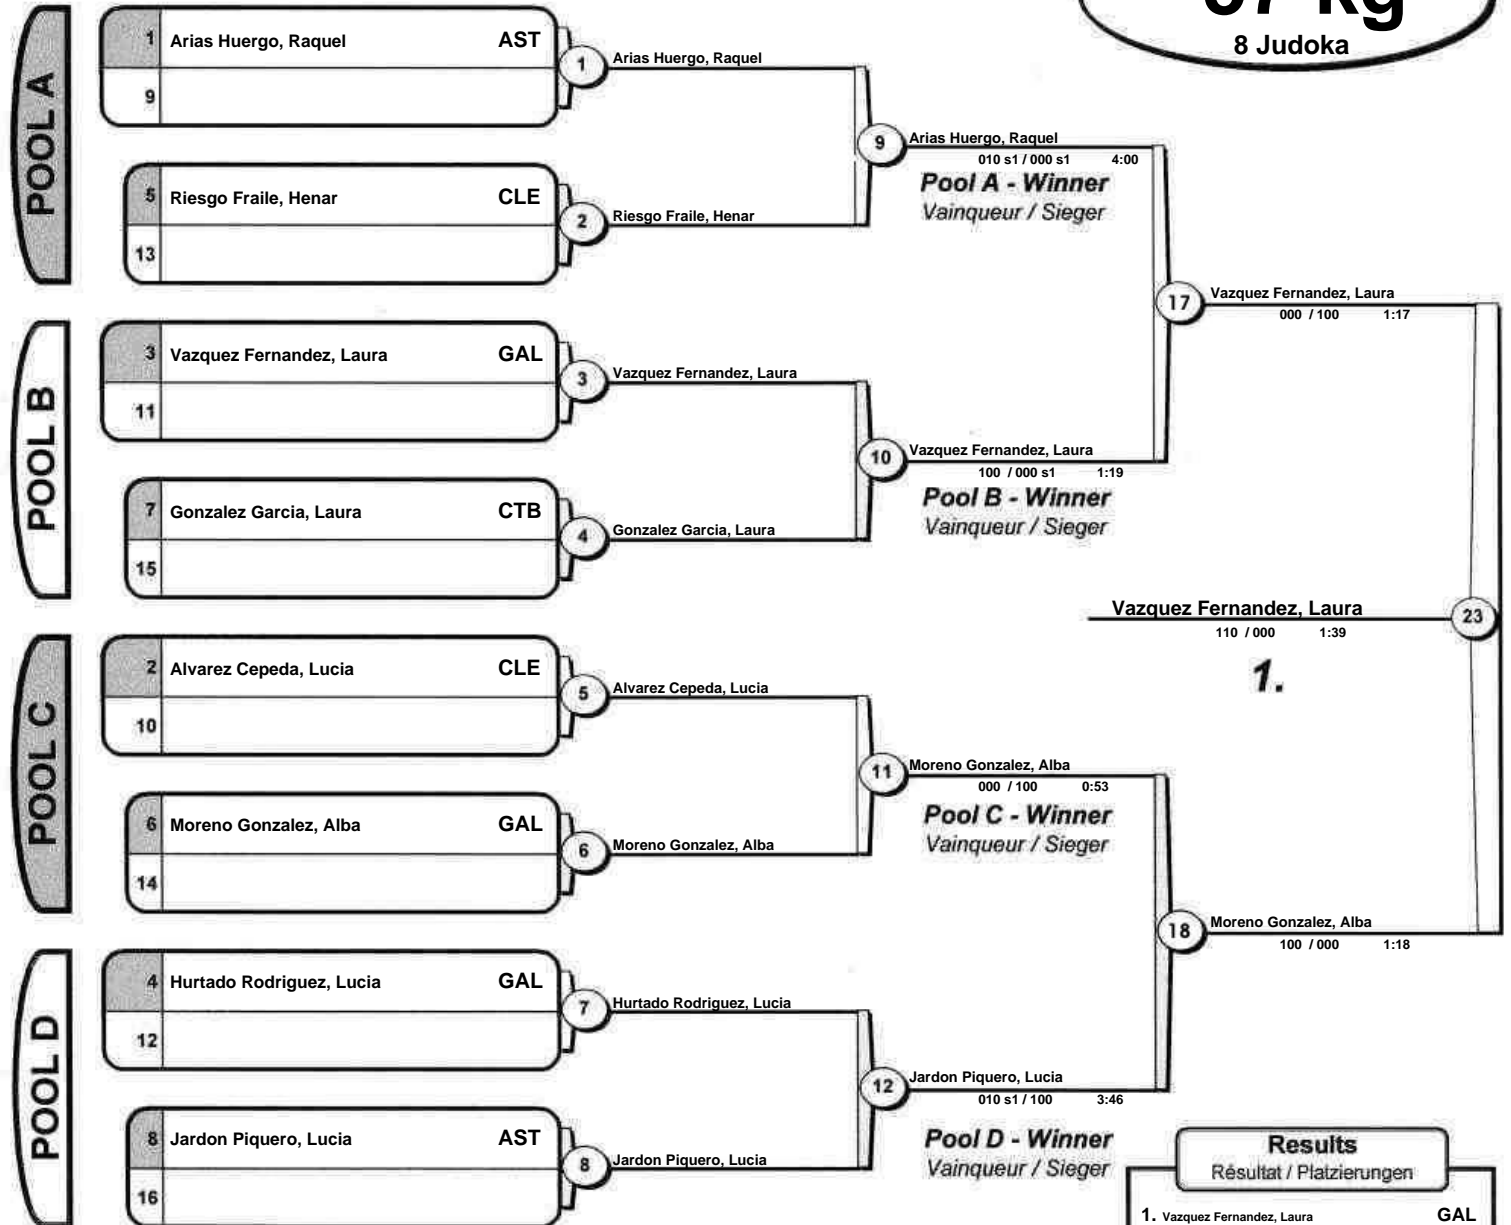 57 kg
8 Judoka
POOL A
1 Arias Huergo, Raquel AST
9
1 Arias Huergo, Raquel
5 Riesgo Fraile, Henar CLE
13
2 Riesgo Fraile, Henar
9 Arias Huergo, Raquel
010 s1 / 000 s1 4:00
Pool A - Winner
Vainqueur / Sieger
POOL B
3 Vazquez Fernandez, Laura GAL
11
3 Vazquez Fernandez, Laura
7 Gonzalez Garcia, Laura CTB
15
4 Gonzalez Garcia, Laura
10 Vazquez Fernandez, Laura
100 / 000 s1 1:19
Pool B - Winner
Vainqueur / Sieger
17 Vazquez Fernandez, Laura
000 / 100 1:17
Vazquez Fernandez, Laura 23
110 / 000 1:39
1.
POOL C
2 Alvarez Cepeda, Lucia CLE
10
5 Alvarez Cepeda, Lucia
6 Moreno Gonzalez, Alba GAL
14
6 Moreno Gonzalez, Alba
11 Moreno Gonzalez, Alba
000 / 100 0:53
Pool C - Winner
Vainqueur / Sieger
18 Moreno Gonzalez, Alba
100 / 000 1:18
POOL D
4 Hurtado Rodriguez, Lucia GAL
12
7 Hurtado Rodriguez, Lucia
8 Jardon Piquero, Lucia AST
16
8 Jardon Piquero, Lucia
12 Jardon Piquero, Lucia
010 s1 / 100 3:46
Pool D - Winner
Vainqueur / Sieger
Results
Résultat / Platzierungen
1. Vazquez Fernandez, Laura GAL